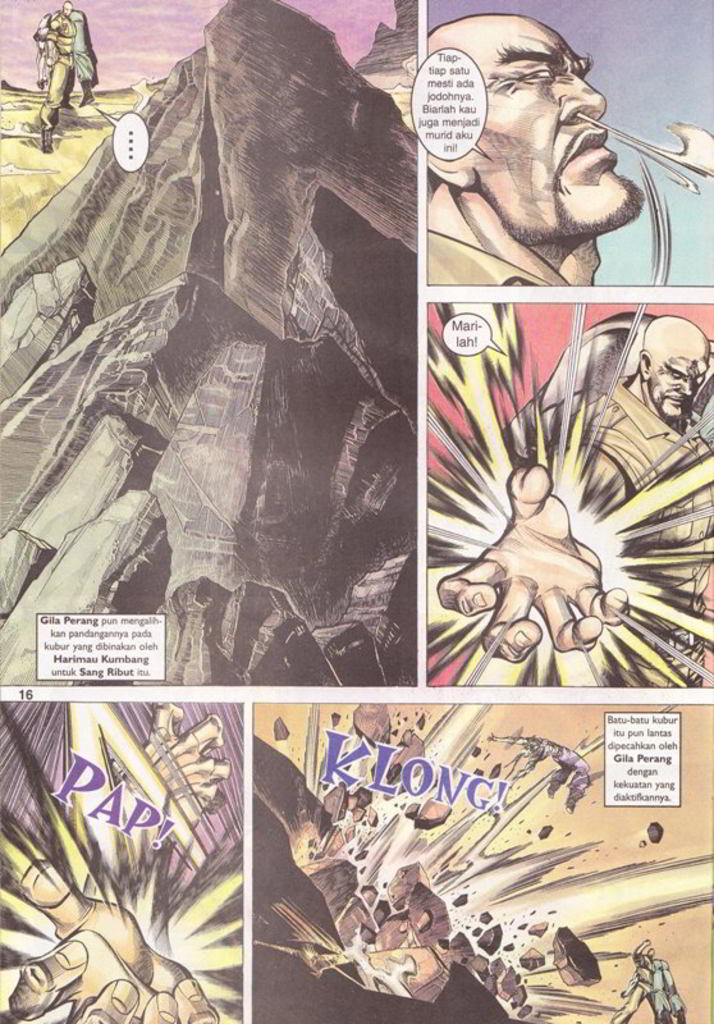 ....
Tiap-
tiap satu
mesti ada
jodohnya.
Biarlah kau
juga menjadi
murid aku
ini!
Mari-
lah!
Gila Perang pun mengalih-
kan pandangannya pada
kubur yang dibinakan oleh
Harimau Kumbang
untuk Sang Ribut itu.
16
PAP!
KLONG!
Batu-batu kubur
itu pun lantas
dipecahkan oleh
Gila Perang
dengan
kekuatan yang
diaktifkannya.